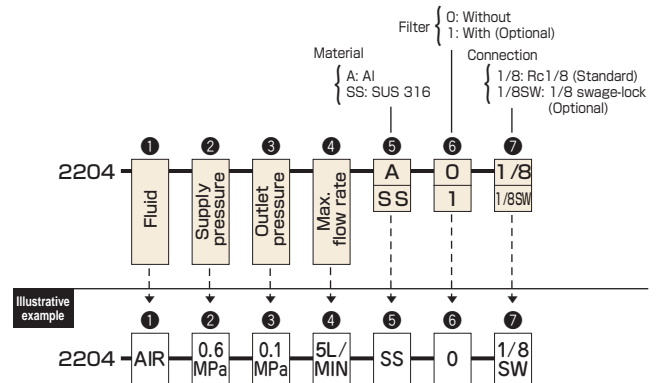 Filter { 0: Without
1: With (Optional)
Material
{ A: Al
SS: SUS 316
Connection
{ 1/8: Rc1/8 (Standard)
1/8SW: 1/8 swage-lock
(Optional)
❶ ❷ ❸ ❹ ❺ ❻ ❼
2204
Fluid
Supply
pressure
Outlet
pressure
Max.
flow rate
A
SS
0
1
1/8
1/8SW
Illustrative
example
❶ ❷ ❸ ❹ ❺ ❻ ❼
2204
AIR
0.6
MPa
0.1
MPa
5L/
MIN
SS
0
1/8
SW